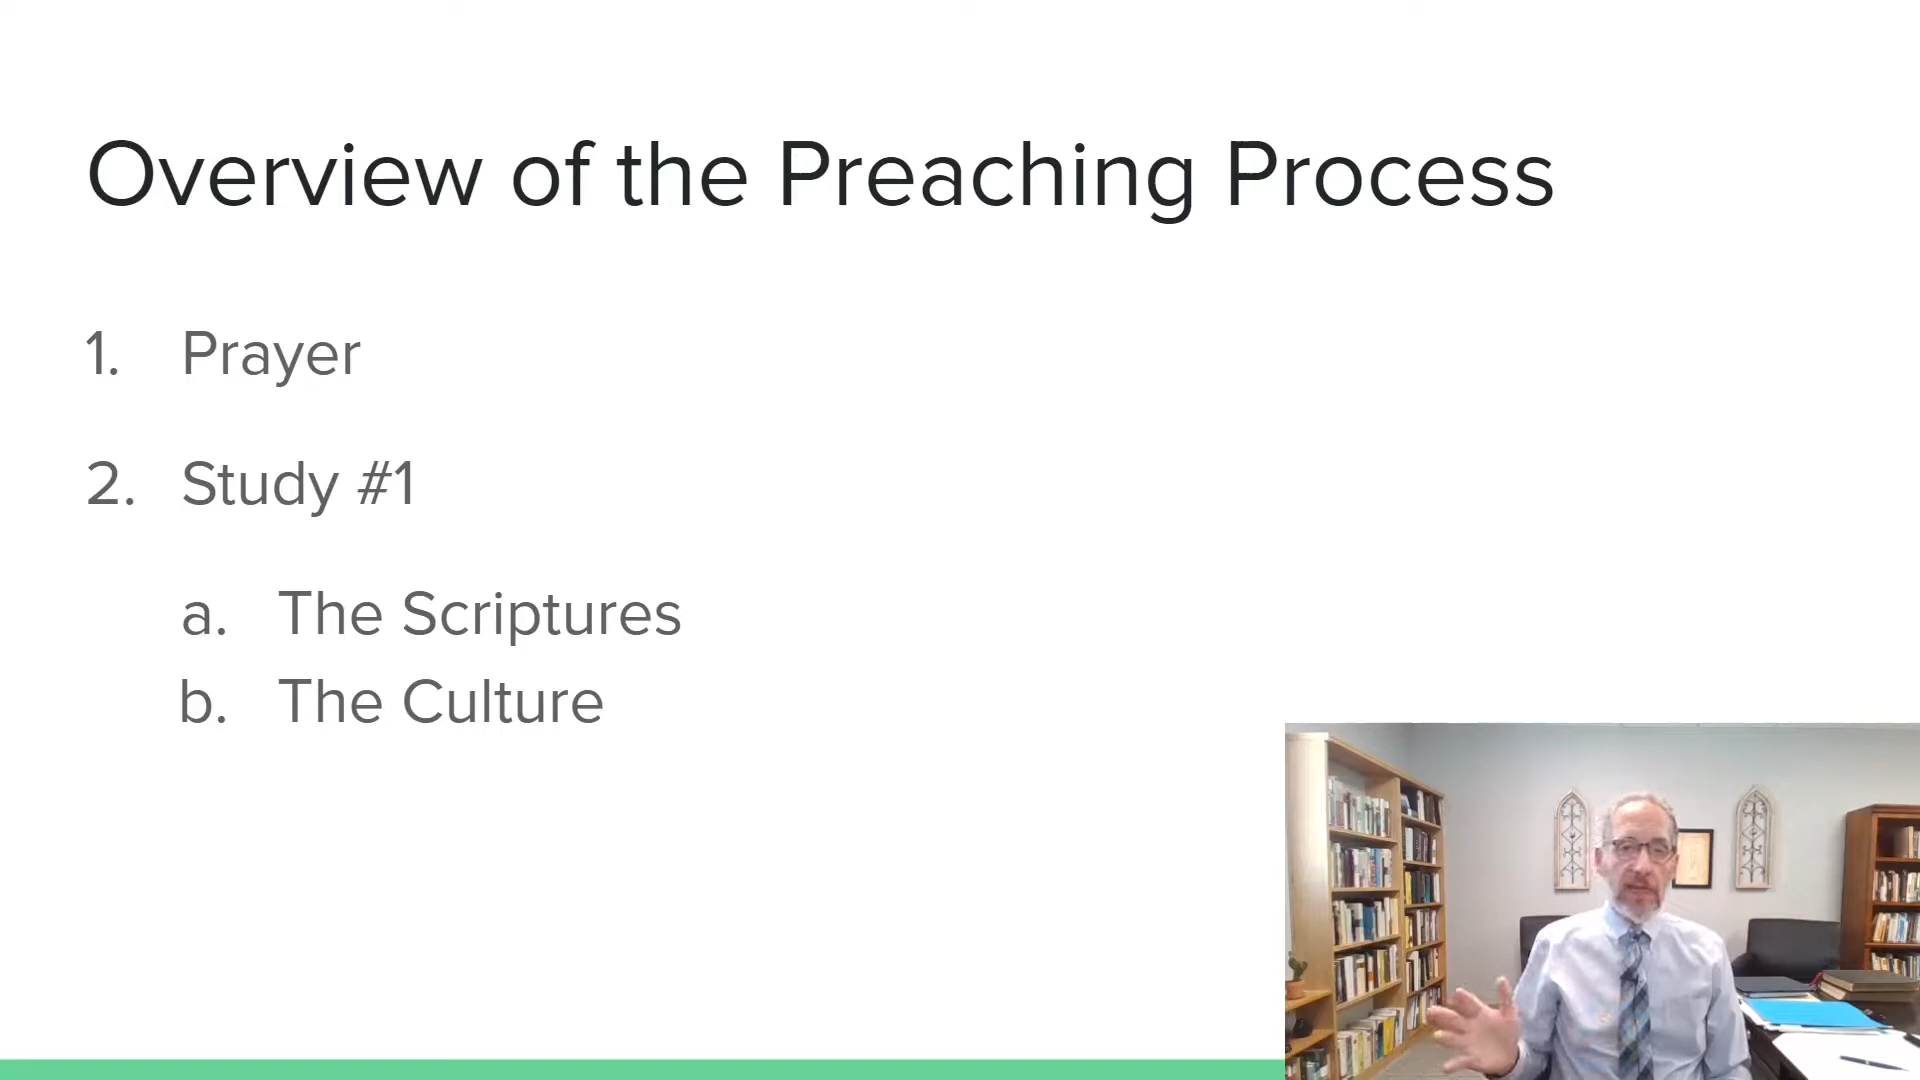 Overview of the Preaching Process
1. Prayer
2. Study #1
a. The Scriptures
b. The Culture